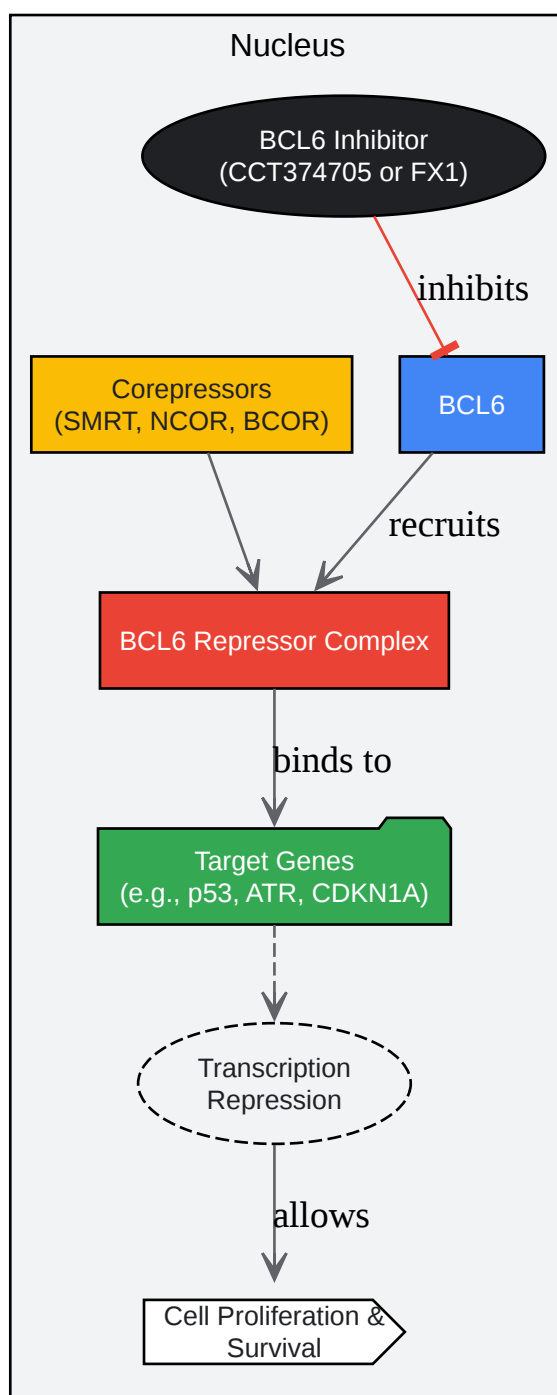 Nucleus
BCL6 Inhibitor
(CCT374705 or FX1)
inhibits
Corepressors
(SMRT, NCOR, BCOR)
BCL6
recruits
BCL6 Repressor Complex
binds to
Target Genes
(e.g., p53, ATR, CDKN1A)
Transcription
Repression
allows
Cell Proliferation &
Survival